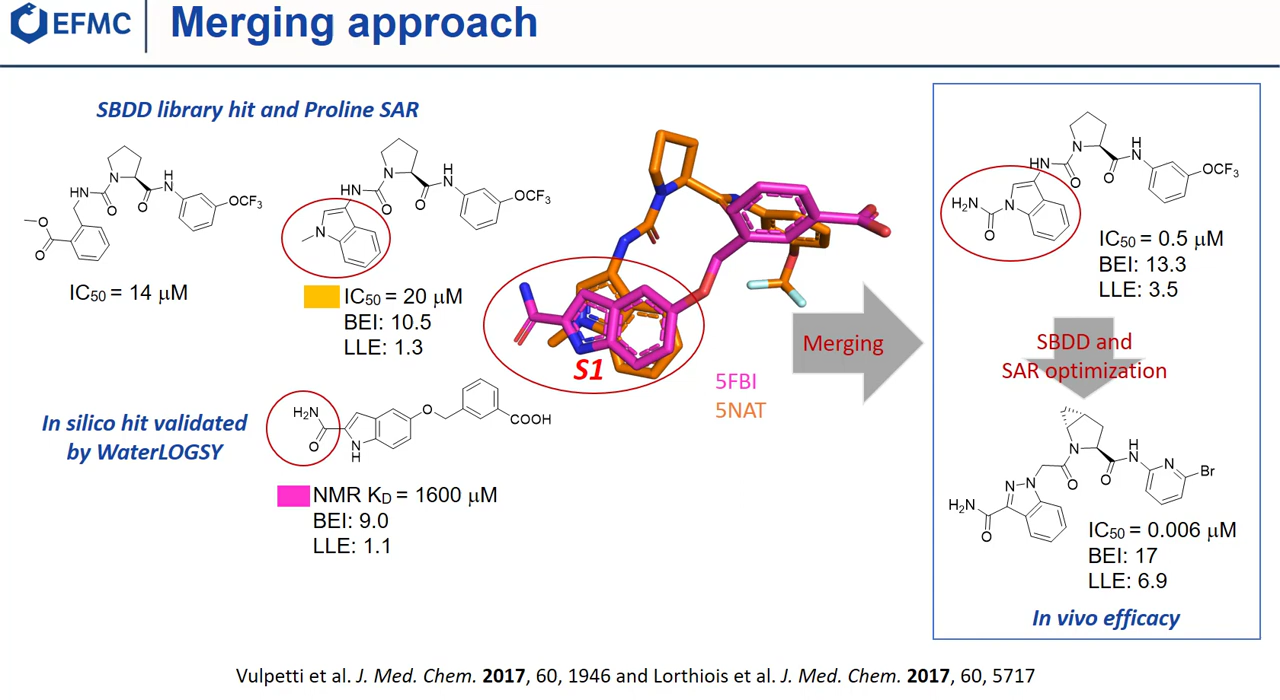 EFMC
Merging approach
SBDD library hit and Proline SAR
HN
N
O
O
H
N
OCF₃
O
O
IC₅₀ = 14 μM
HN
N
O
O
H
N
OCF₃
N
IC₅₀ = 20 μM
BEI: 10.5
LLE: 1.3
In silico hit validated
by WaterLOGSY
H₂N
O
N
H
O
COOH
NMR K_D = 1600 μM
BEI: 9.0
LLE: 1.1
S1
5FBI
5NAT
Merging
HN
N
O
O
H
N
OCF₃
H₂N
N
O
IC₅₀ = 0.5 μM
BEI: 13.3
LLE: 3.5
SBDD and
SAR optimization
H
H
N
O
O
H
N
N
Br
N
N
H₂N
O
IC₅₀ = 0.006 μM
BEI: 17
LLE: 6.9
In vivo efficacy
Vulpetti et al. J. Med. Chem. 2017, 60, 1946 and Lorthiois et al. J. Med. Chem. 2017, 60, 5717